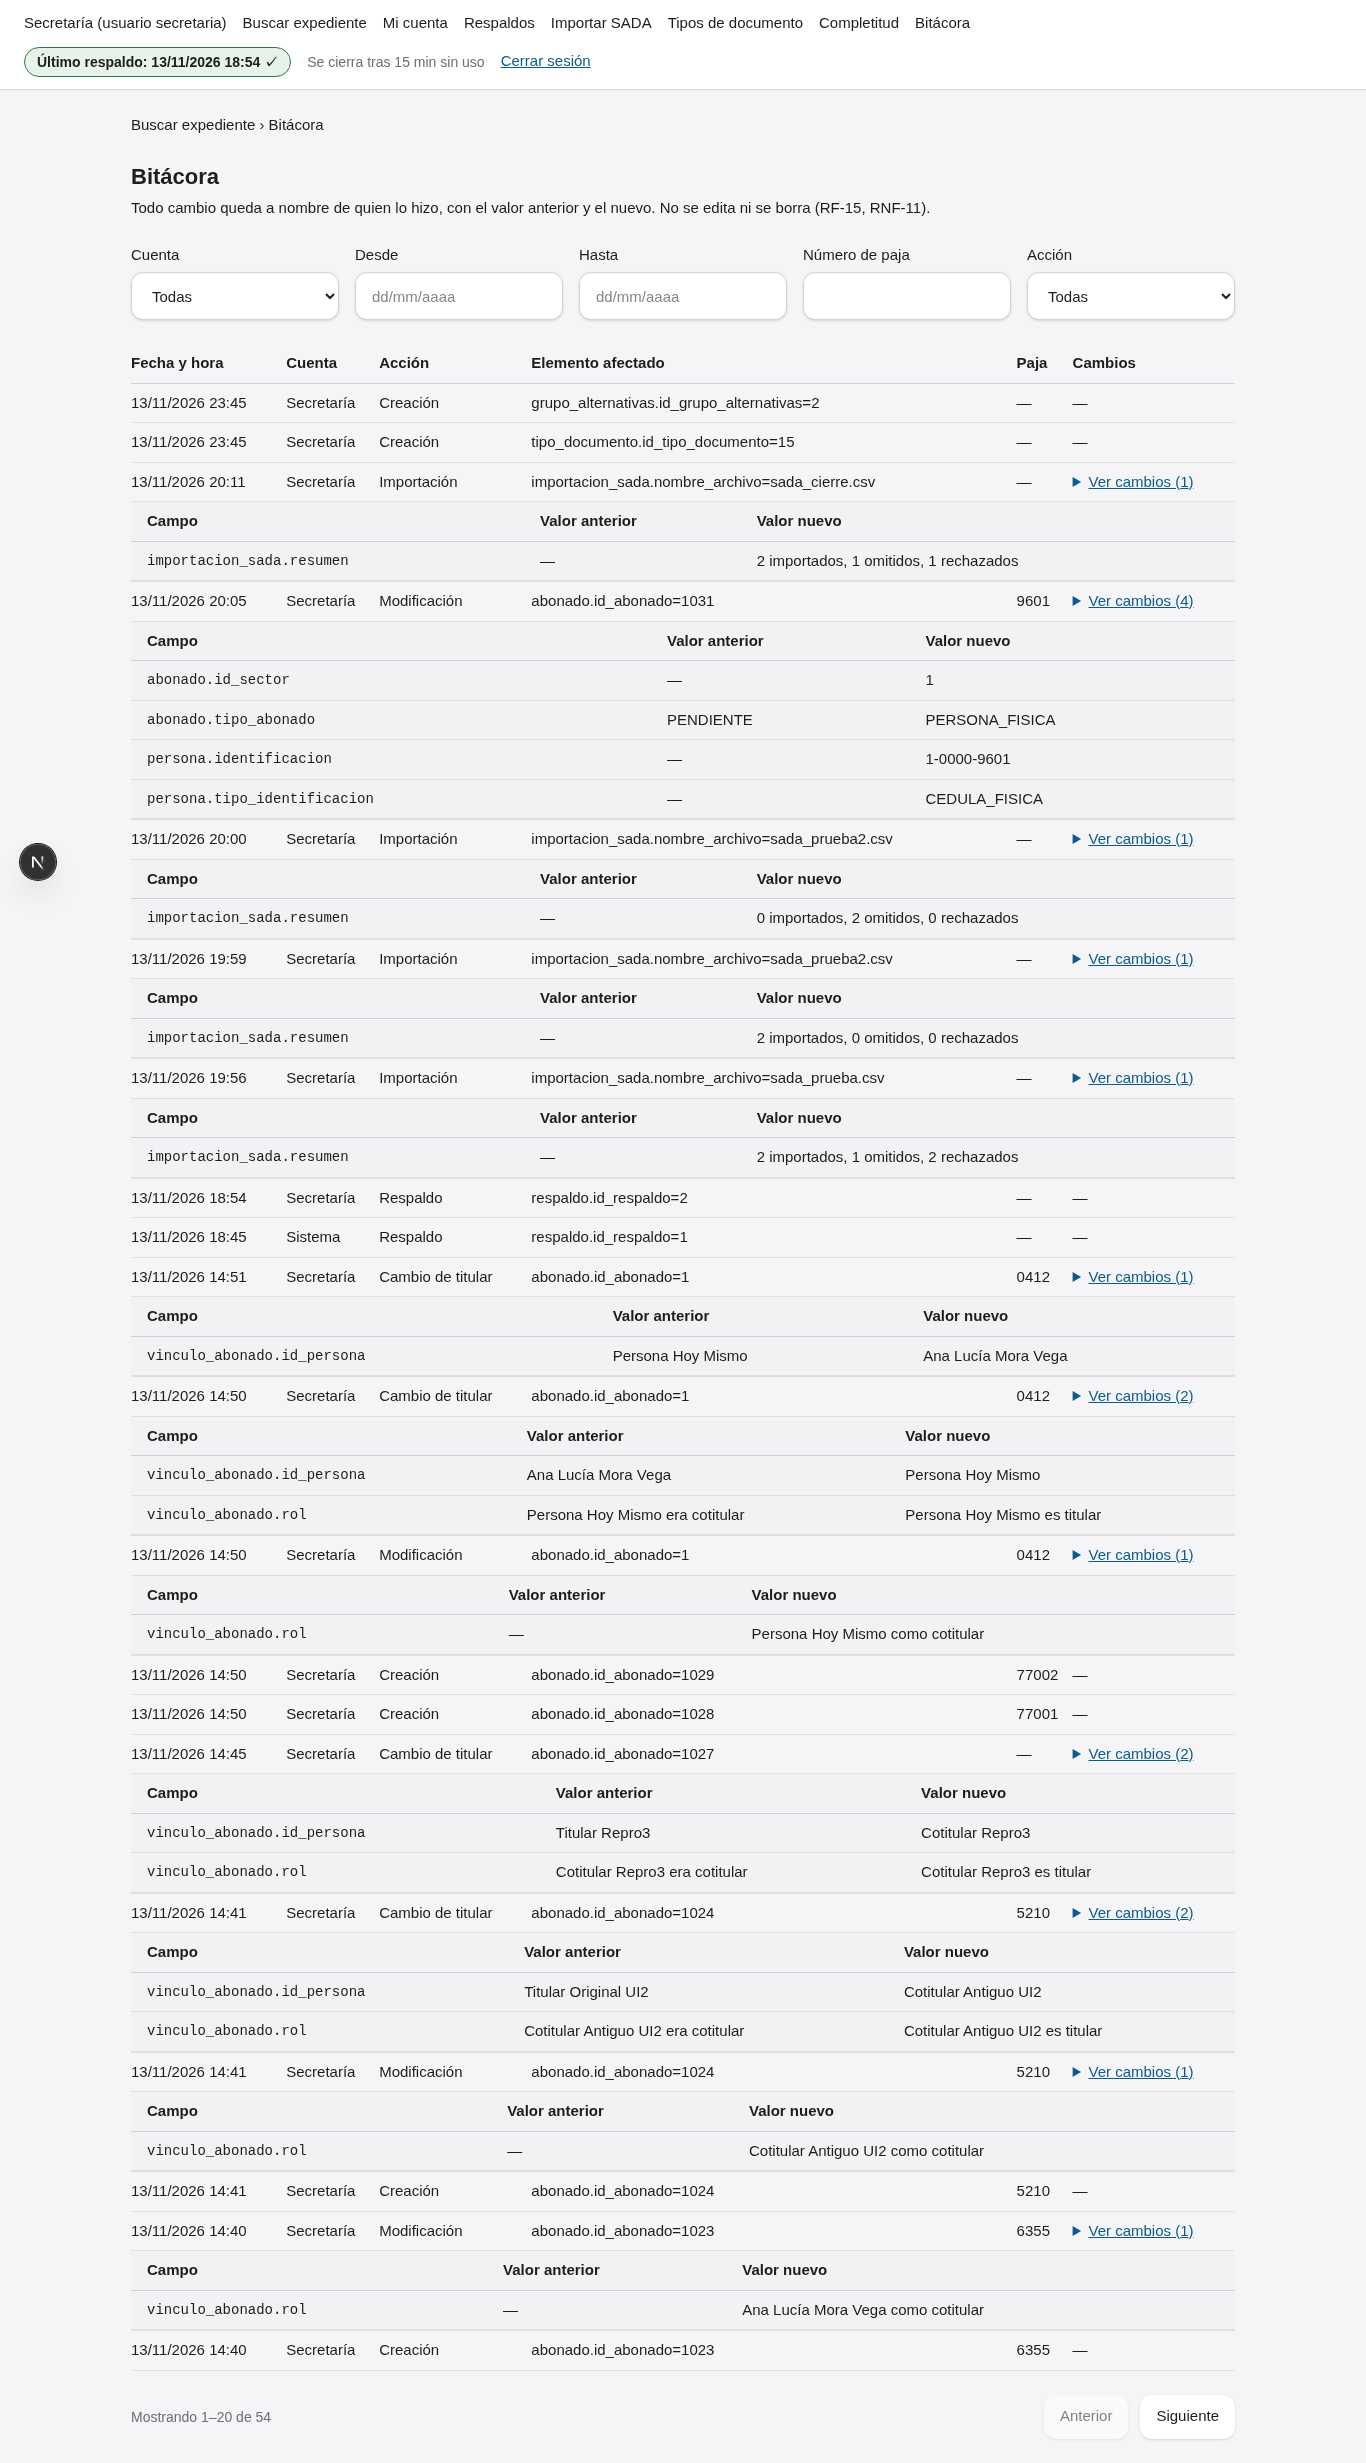 Secretaría (usuario secretaria) Buscar expediente Mi cuenta Respaldos Importar SADA Tipos de documento Completitud Bitácora
Último respaldo: 13/11/2026 18:54 ✓ Se cierra tras 15 min sin uso Cerrar sesión
Buscar expediente › Bitácora
Bitácora
Todo cambio queda a nombre de quien lo hizo, con el valor anterior y el nuevo. No se edita ni se borra (RF-15, RNF-11).
Cuenta Desde Hasta Número de paja Acción
Todas dd/mm/aaaa dd/mm/aaaa Todas
Fecha y hora Cuenta Acción Elemento afectado Paja Cambios
13/11/2026 23:45 Secretaría Creación grupo_alternativas.id_grupo_alternativas=2 — —
13/11/2026 23:45 Secretaría Creación tipo_documento.id_tipo_documento=15 — —
13/11/2026 20:11 Secretaría Importación importacion_sada.nombre_archivo=sada_cierre.csv — ▶ Ver cambios (1)
Campo Valor anterior Valor nuevo
importacion_sada.resumen — 2 importados, 1 omitidos, 1 rechazados
13/11/2026 20:05 Secretaría Modificación abonado.id_abonado=1031 9601 ▶ Ver cambios (4)
Campo Valor anterior Valor nuevo
abonado.id_sector — 1
abonado.tipo_abonado PENDIENTE PERSONA_FISICA
persona.identificacion — 1-0000-9601
persona.tipo_identificacion — CEDULA_FISICA
13/11/2026 20:00 Secretaría Importación importacion_sada.nombre_archivo=sada_prueba2.csv — ▶ Ver cambios (1)
Campo Valor anterior Valor nuevo
importacion_sada.resumen — 0 importados, 2 omitidos, 0 rechazados
13/11/2026 19:59 Secretaría Importación importacion_sada.nombre_archivo=sada_prueba2.csv — ▶ Ver cambios (1)
Campo Valor anterior Valor nuevo
importacion_sada.resumen — 2 importados, 0 omitidos, 0 rechazados
13/11/2026 19:56 Secretaría Importación importacion_sada.nombre_archivo=sada_prueba.csv — ▶ Ver cambios (1)
Campo Valor anterior Valor nuevo
importacion_sada.resumen — 2 importados, 1 omitidos, 2 rechazados
13/11/2026 18:54 Secretaría Respaldo respaldo.id_respaldo=2 — —
13/11/2026 18:45 Sistema Respaldo respaldo.id_respaldo=1 — —
13/11/2026 14:51 Secretaría Cambio de titular abonado.id_abonado=1 0412 ▶ Ver cambios (1)
Campo Valor anterior Valor nuevo
vinculo_abonado.id_persona Persona Hoy Mismo Ana Lucía Mora Vega
13/11/2026 14:50 Secretaría Cambio de titular abonado.id_abonado=1 0412 ▶ Ver cambios (2)
Campo Valor anterior Valor nuevo
vinculo_abonado.id_persona Ana Lucía Mora Vega Persona Hoy Mismo
vinculo_abonado.rol Persona Hoy Mismo era cotitular Persona Hoy Mismo es titular
13/11/2026 14:50 Secretaría Modificación abonado.id_abonado=1 0412 ▶ Ver cambios (1)
Campo Valor anterior Valor nuevo
vinculo_abonado.rol — Persona Hoy Mismo como cotitular
13/11/2026 14:50 Secretaría Creación abonado.id_abonado=1029 77002 —
13/11/2026 14:50 Secretaría Creación abonado.id_abonado=1028 77001 —
13/11/2026 14:45 Secretaría Cambio de titular abonado.id_abonado=1027 — ▶ Ver cambios (2)
Campo Valor anterior Valor nuevo
vinculo_abonado.id_persona Titular Repro3 Cotitular Repro3
vinculo_abonado.rol Cotitular Repro3 era cotitular Cotitular Repro3 es titular
13/11/2026 14:41 Secretaría Cambio de titular abonado.id_abonado=1024 5210 ▶ Ver cambios (2)
Campo Valor anterior Valor nuevo
vinculo_abonado.id_persona Titular Original UI2 Cotitular Antiguo UI2
vinculo_abonado.rol Cotitular Antiguo UI2 era cotitular Cotitular Antiguo UI2 es titular
13/11/2026 14:41 Secretaría Modificación abonado.id_abonado=1024 5210 ▶ Ver cambios (1)
Campo Valor anterior Valor nuevo
vinculo_abonado.rol — Cotitular Antiguo UI2 como cotitular
13/11/2026 14:41 Secretaría Creación abonado.id_abonado=1024 5210 —
13/11/2026 14:40 Secretaría Modificación abonado.id_abonado=1023 6355 ▶ Ver cambios (1)
Campo Valor anterior Valor nuevo
vinculo_abonado.rol — Ana Lucía Mora Vega como cotitular
13/11/2026 14:40 Secretaría Creación abonado.id_abonado=1023 6355 —
Mostrando 1–20 de 54 Anterior Siguiente